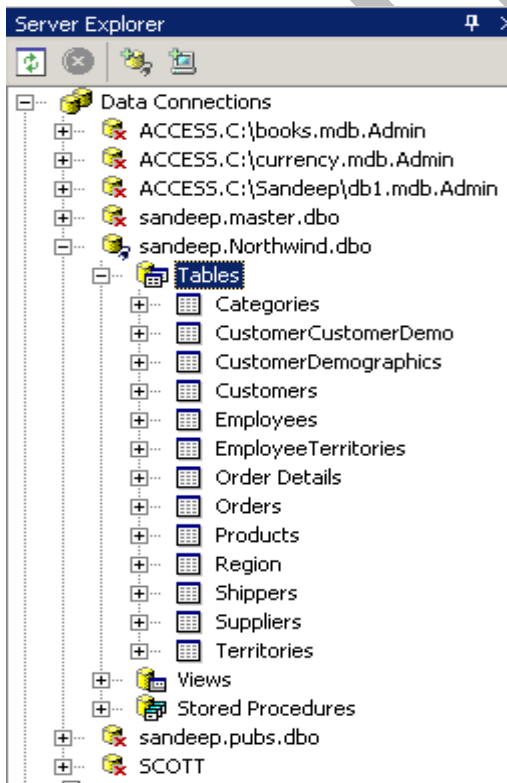 Server Explorer
Data Connections
ACCESS.C:\books.mdb.Admin
ACCESS.C:\currency.mdb.Admin
ACCESS.C:\Sandeep\db1.mdb.Admin
sandeep.master.dbo
sandeep.Northwind.dbo
Tables
Categories
CustomerCustomerDemo
CustomerDemographics
Customers
Employees
EmployeeTerritories
Order Details
Orders
Products
Region
Shippers
Suppliers
Territories
Views
Stored Procedures
sandeep.pubs.dbo
SCOTT